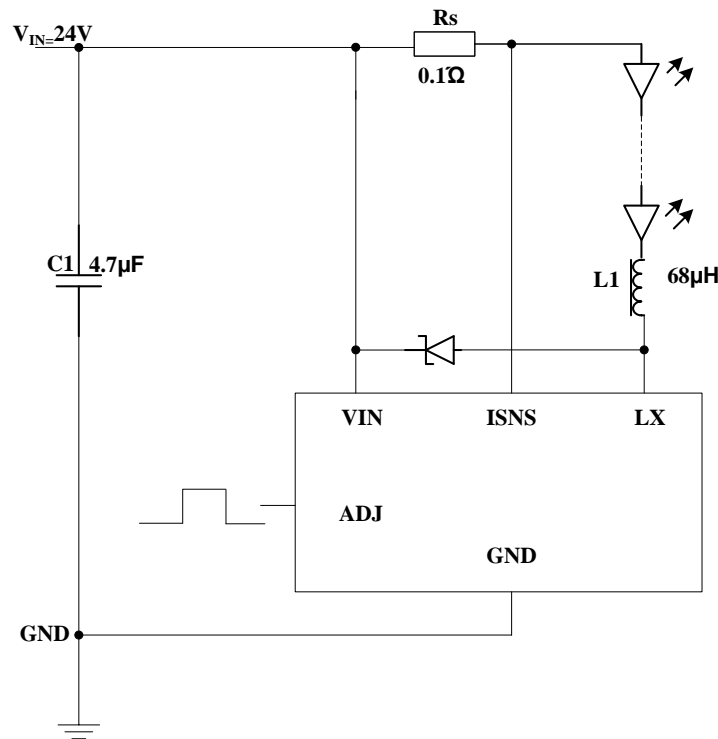 Rs
VIN=24V
0.1Ω
C1 4.7µF
L1 68µH
VIN ISNS LX
ADJ
GND
GND